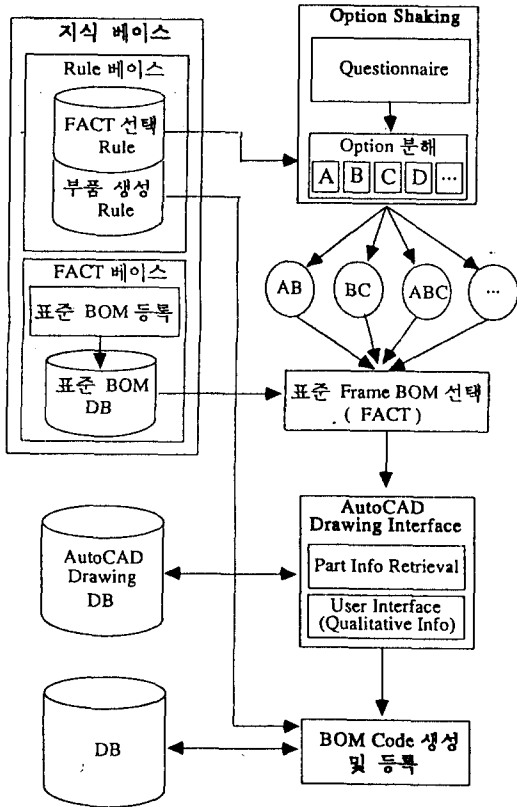 지식 베이스
Rule 베이스
FACT 선택
Rule
부품 생성
Rule
FACT 베이스
표준 BOM 등록
표준 BOM
DB
Option Shaking
Questionnaire
Option 분해
A B C D ...
AB BC ABC ...
표준 Frame BOM 선택
( FACT )
AutoCAD
Drawing Interface
Part Info Retrieval
User Interface
(Qualitative Info)
AutoCAD
Drawing
DB
DB
BOM Code 생성
및 등록